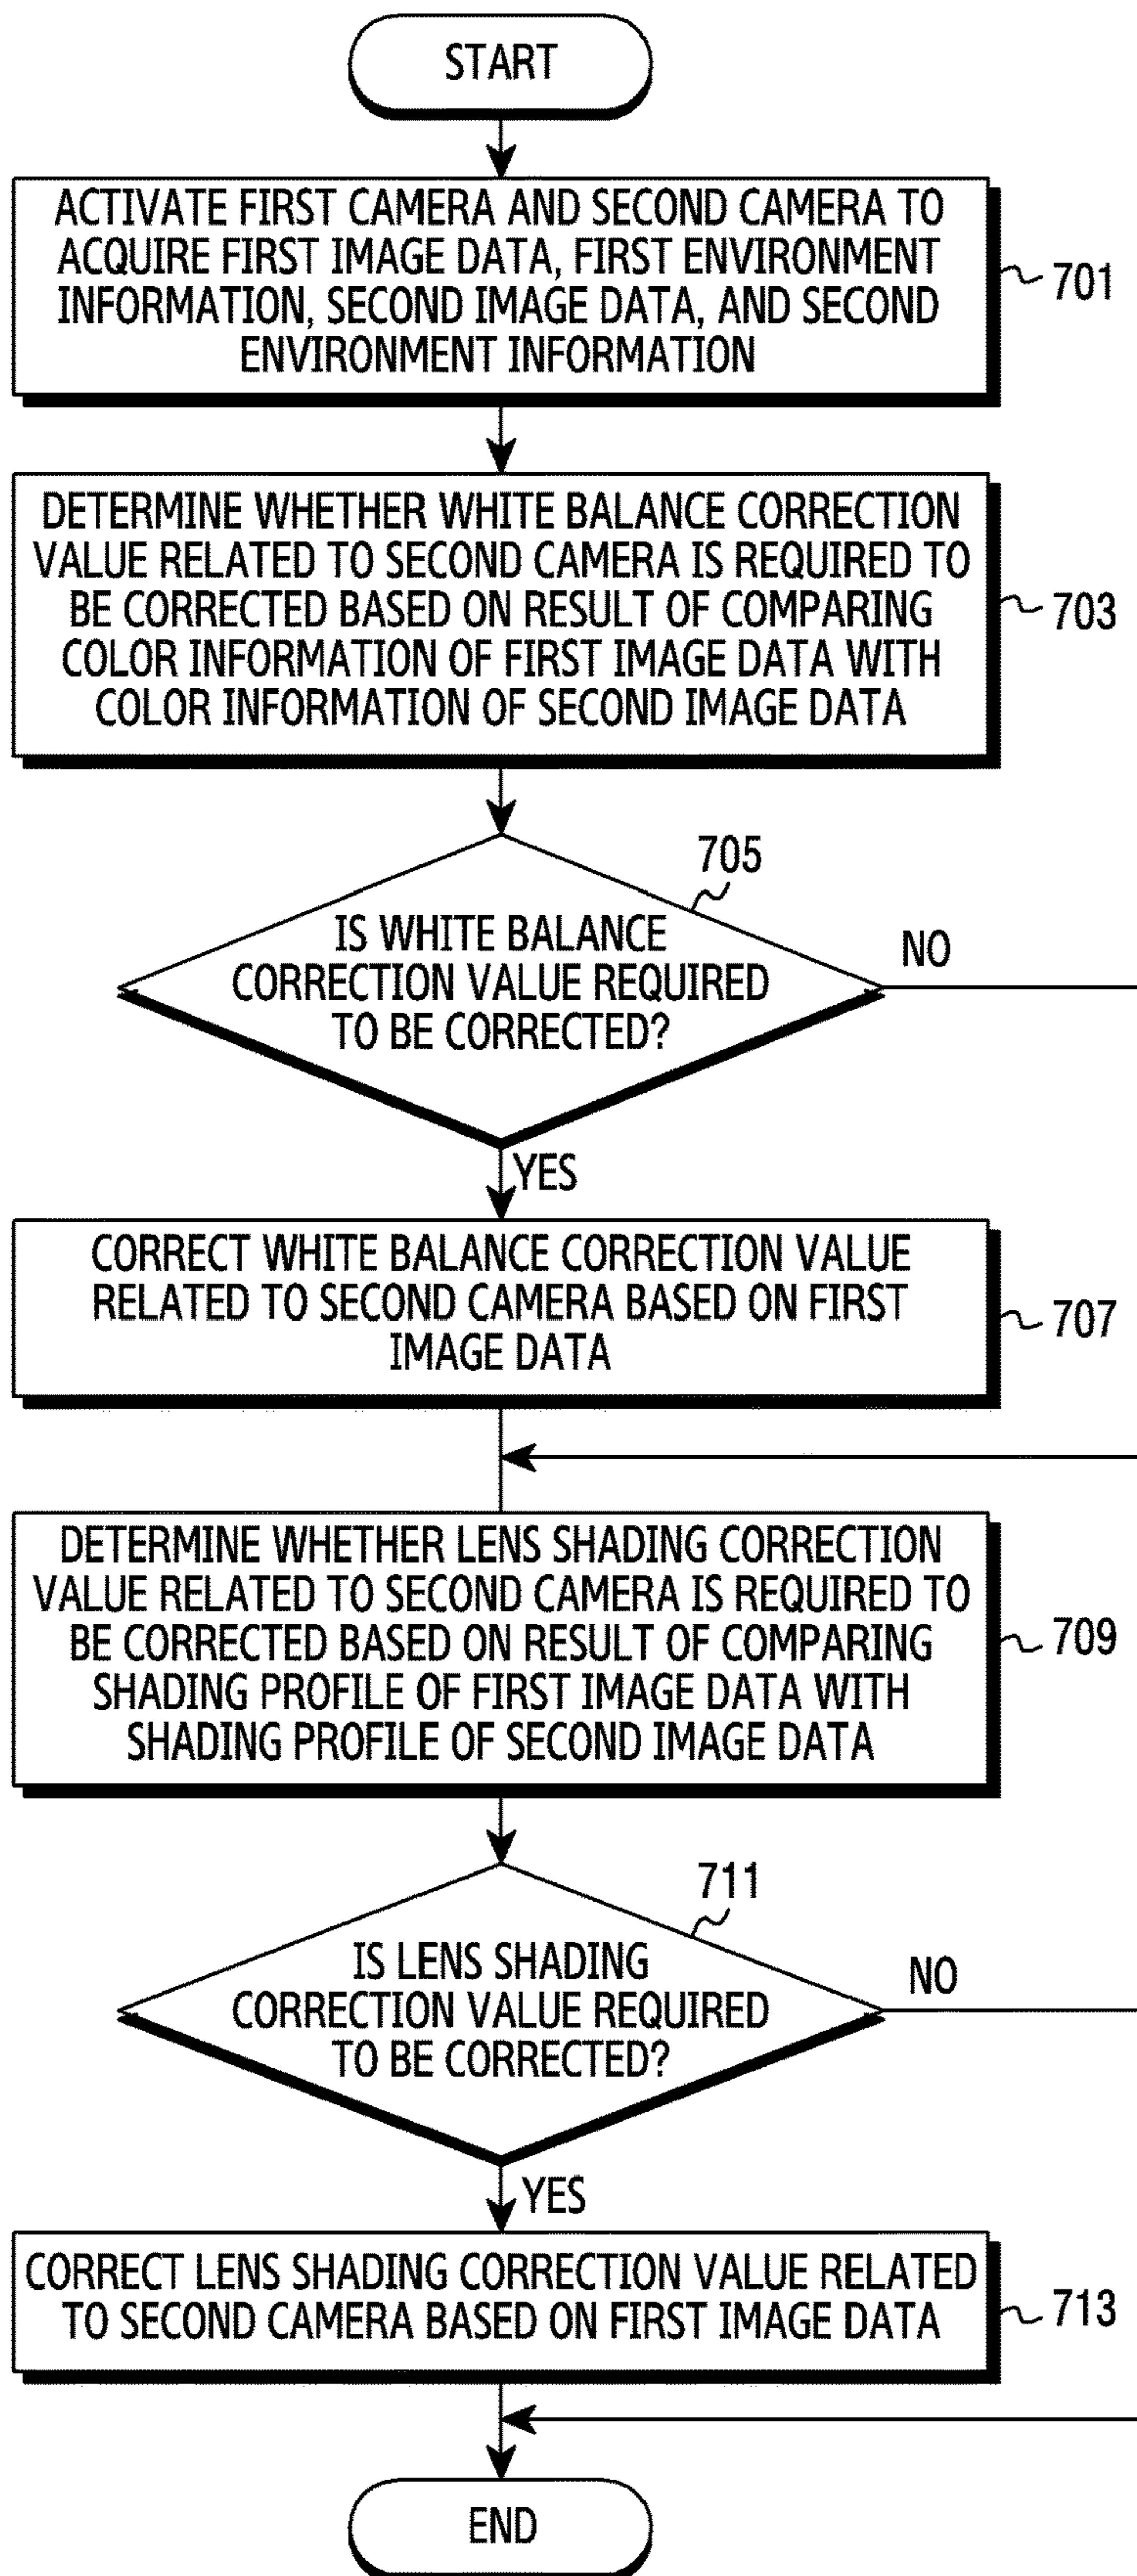 START
ACTIVATE FIRST CAMERA AND SECOND CAMERA TO
ACQUIRE FIRST IMAGE DATA, FIRST ENVIRONMENT
INFORMATION, SECOND IMAGE DATA, AND SECOND
ENVIRONMENT INFORMATION
701
DETERMINE WHETHER WHITE BALANCE CORRECTION
VALUE RELATED TO SECOND CAMERA IS REQUIRED TO
BE CORRECTED BASED ON RESULT OF COMPARING
COLOR INFORMATION OF FIRST IMAGE DATA WITH
COLOR INFORMATION OF SECOND IMAGE DATA
703
705
IS WHITE BALANCE
CORRECTION VALUE REQUIRED
TO BE CORRECTED?
NO
YES
CORRECT WHITE BALANCE CORRECTION VALUE
RELATED TO SECOND CAMERA BASED ON FIRST
IMAGE DATA
707
DETERMINE WHETHER LENS SHADING CORRECTION
VALUE RELATED TO SECOND CAMERA IS REQUIRED TO
BE CORRECTED BASED ON RESULT OF COMPARING
SHADING PROFILE OF FIRST IMAGE DATA WITH
SHADING PROFILE OF SECOND IMAGE DATA
709
711
IS LENS SHADING
CORRECTION VALUE REQUIRED
TO BE CORRECTED?
NO
YES
CORRECT LENS SHADING CORRECTION VALUE RELATED
TO SECOND CAMERA BASED ON FIRST IMAGE DATA
713
END